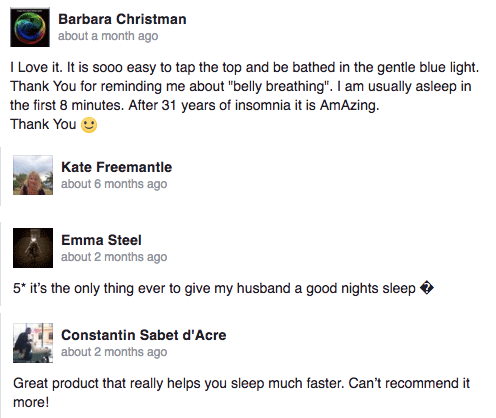 Barbara Christman
about a month ago
I Love it. It is sooo easy to tap the top and be bathed in the gentle blue light.
Thank You for reminding me about "belly breathing". I am usually asleep in
the first 8 minutes. After 31 years of insomnia it is AmAzing.
Thank You 🙂
Kate Freemantle
about 6 months ago
Emma Steel
about 2 months ago
5* it’s the only thing ever to give my husband a good nights sleep �
Constantin Sabet d'Acre
about 2 months ago
Great product that really helps you sleep much faster. Can’t recommend it
more!